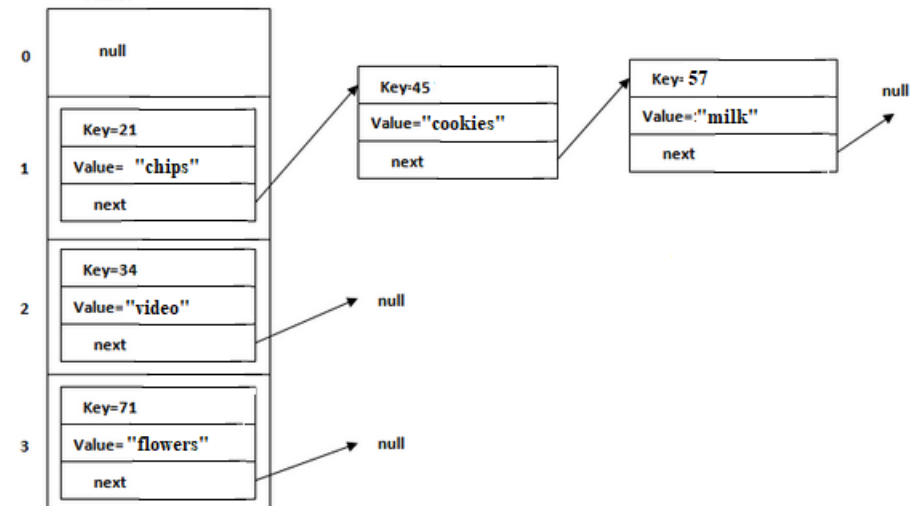 0
null
1
Key=21
Value= "chips"
next
Key=45
Value="cookies"
next
Key= 57
Value=:"milk"
next
null
2
Key=34
Value="video"
next
null
3
Key=71
Value= "flowers"
next
null